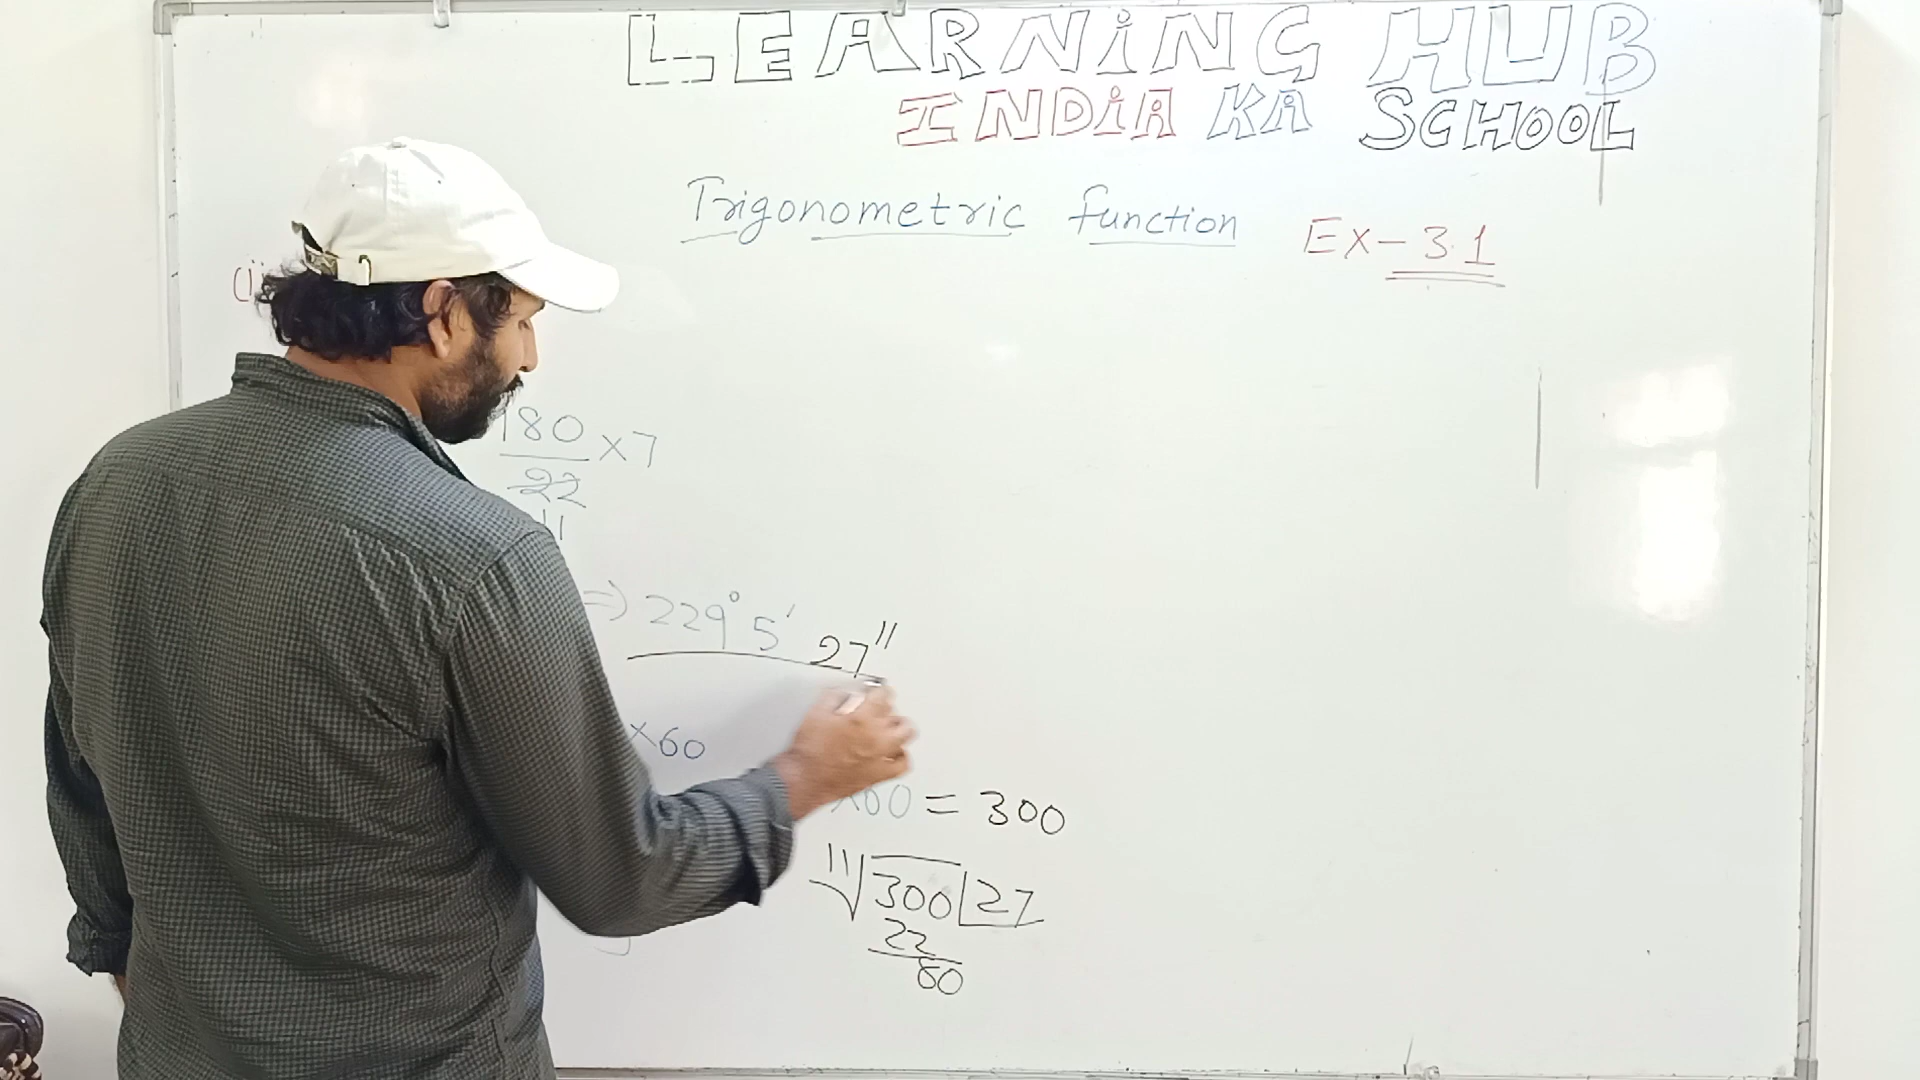 LEARNiNG HUB
INDiA KA SCHOOL
Trigonometric function Ex-3.1
180 × 7
22
11
⇒ 229° 5' 27"
×60
×60 = 300
11 300 27
22
80